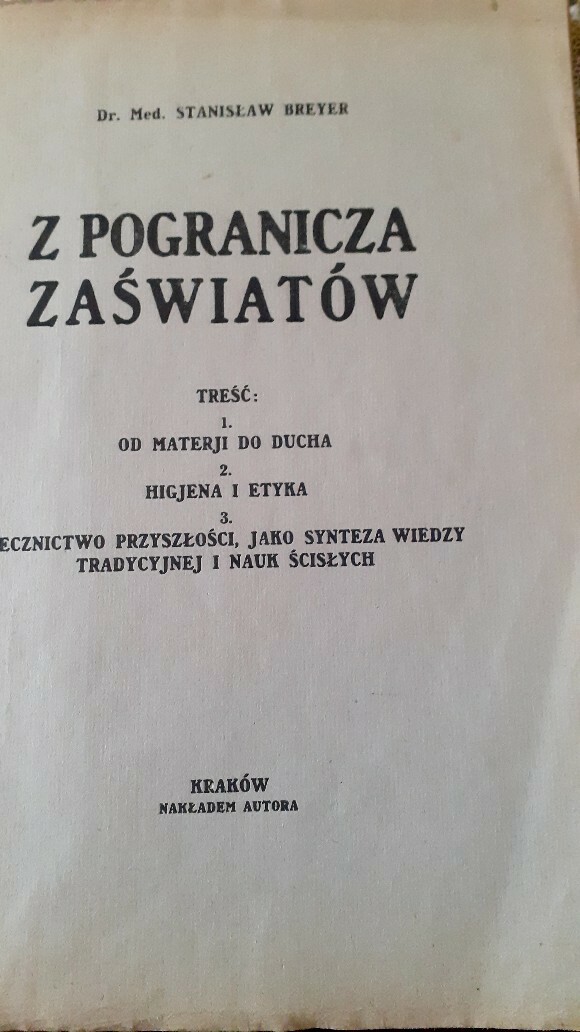 Dr. Med. STANISŁAW BREYER
Z POGRANICZA
ZAŚWIATÓW
TREŚĆ:
1.
OD MATERJI DO DUCHA
2.
HIGJENA I ETYKA
3.
ECZNICTWO PRZYSZŁOŚCI, JAKO SYNTEZA WIEDZY
TRADYCYJNEJ I NAUK ŚCISŁYCH
KRAKÓW
NAKŁADEM AUTORA